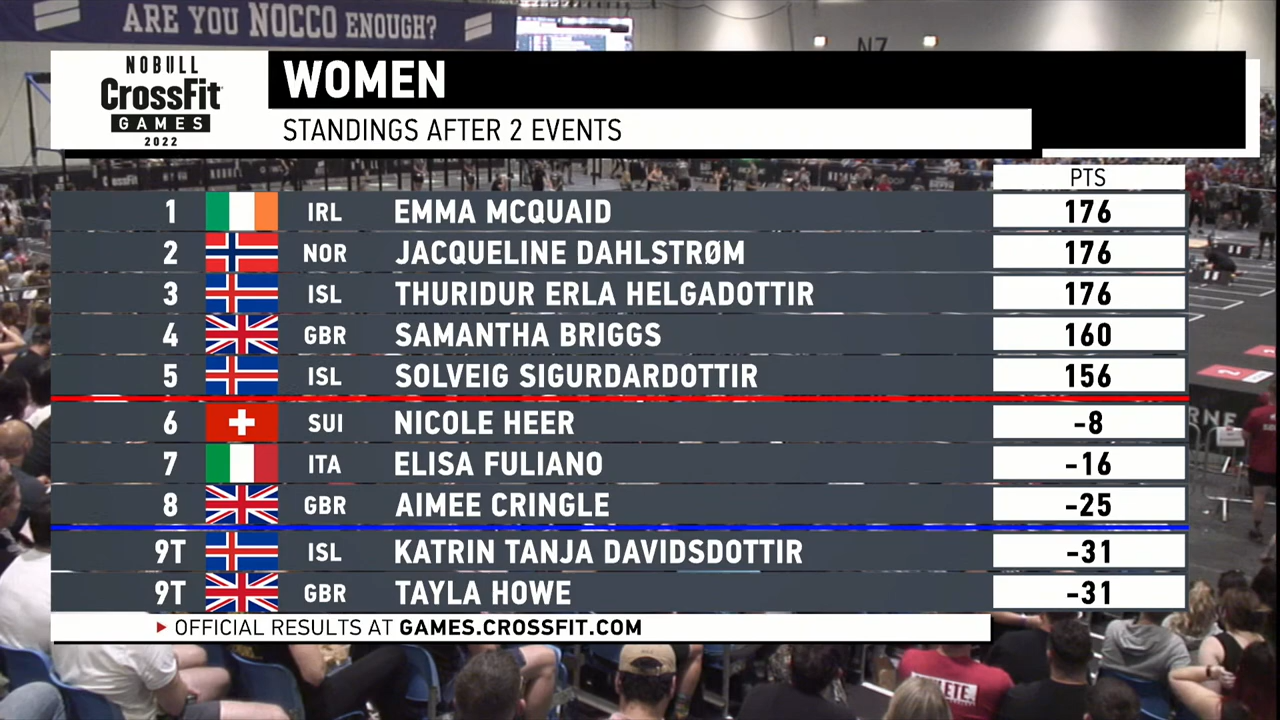 ARE YOU NOCCO ENOUGH?
NOBULL
CrossFit
GAMES
2022
WOMEN
STANDINGS AFTER 2 EVENTS
PTS
1 IRL EMMA MCQUAID 176
2 NOR JACQUELINE DAHLSTRØM 176
3 ISL THURIDUR ERLA HELGADOTTIR 176
4 GBR SAMANTHA BRIGGS 160
5 ISL SOLVEIG SIGURDARDOTTIR 156
6 SUI NICOLE HEER -8
7 ITA ELISA FULIANO -16
8 GBR AIMEE CRINGLE -25
9T ISL KATRIN TANJA DAVIDSDOTTIR -31
9T GBR TAYLA HOWE -31
OFFICIAL RESULTS AT GAMES.CROSSFIT.COM